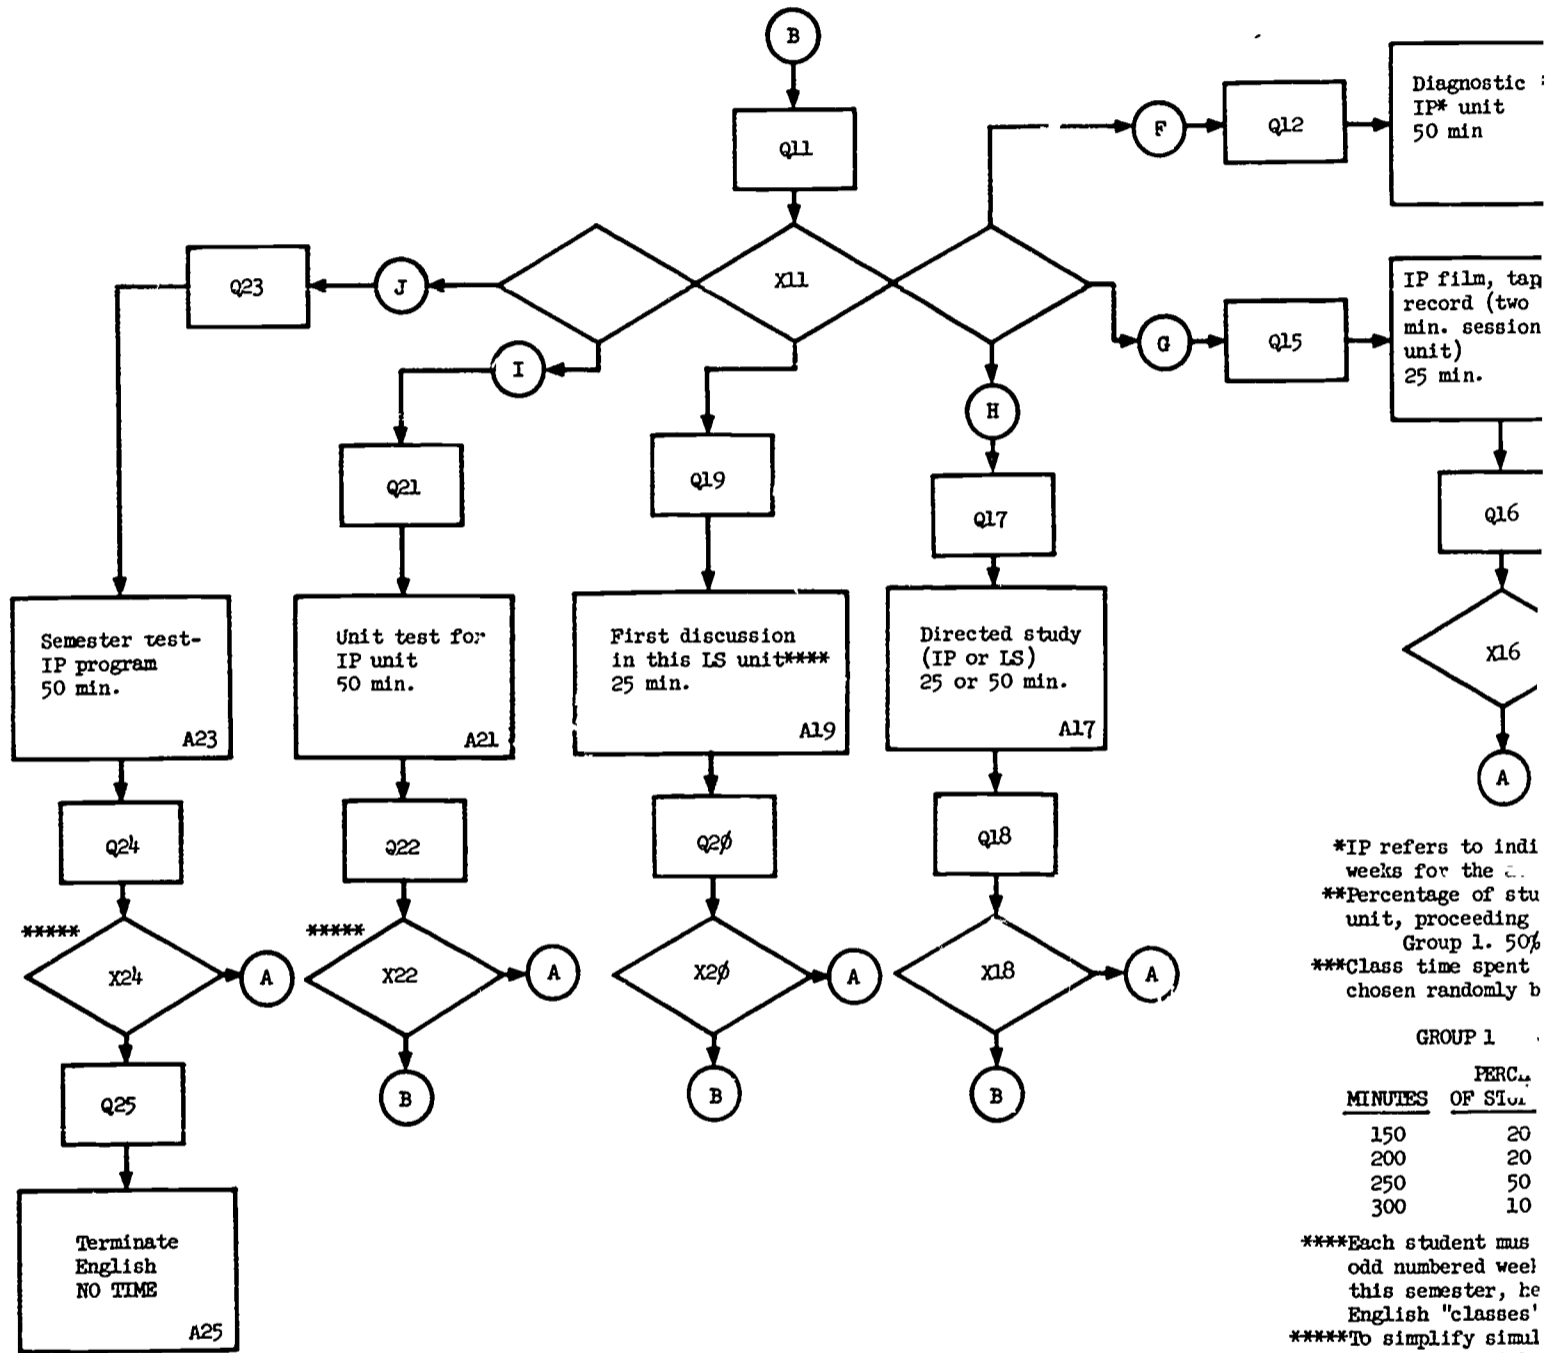 B
Q11
X11
F
Q12
Diagnostic
IP* unit
50 min
Q23
J
I
G
Q15
IP film, tap
record (two
min. session
unit)
25 min.
H
Q21
Q19
Q17
Q16
X16
A
Semester test-
IP program
50 min.
A23
Unit test for
IP unit
50 min.
A21
First discussion
in this LS unit****
25 min.
A19
Directed study
(IP or LS)
25 or 50 min.
A17
Q24
Q22
Q2Ø
Q18
*****
X24
A
*****
X22
A
X2Ø
A
X18
A
Q25
B
B
B
Terminate
English
NO TIME
A25
*IP refers to indi
weeks for the
**Percentage of stu
unit, proceeding
Group 1. 50%
***Class time spent
chosen randomly b
GROUP 1
PERC
MINUTES OF STU
150 20
200 20
250 50
300 10
****Each student mus
odd numbered week
this semester, he
English "classes'
*****To simplify simul